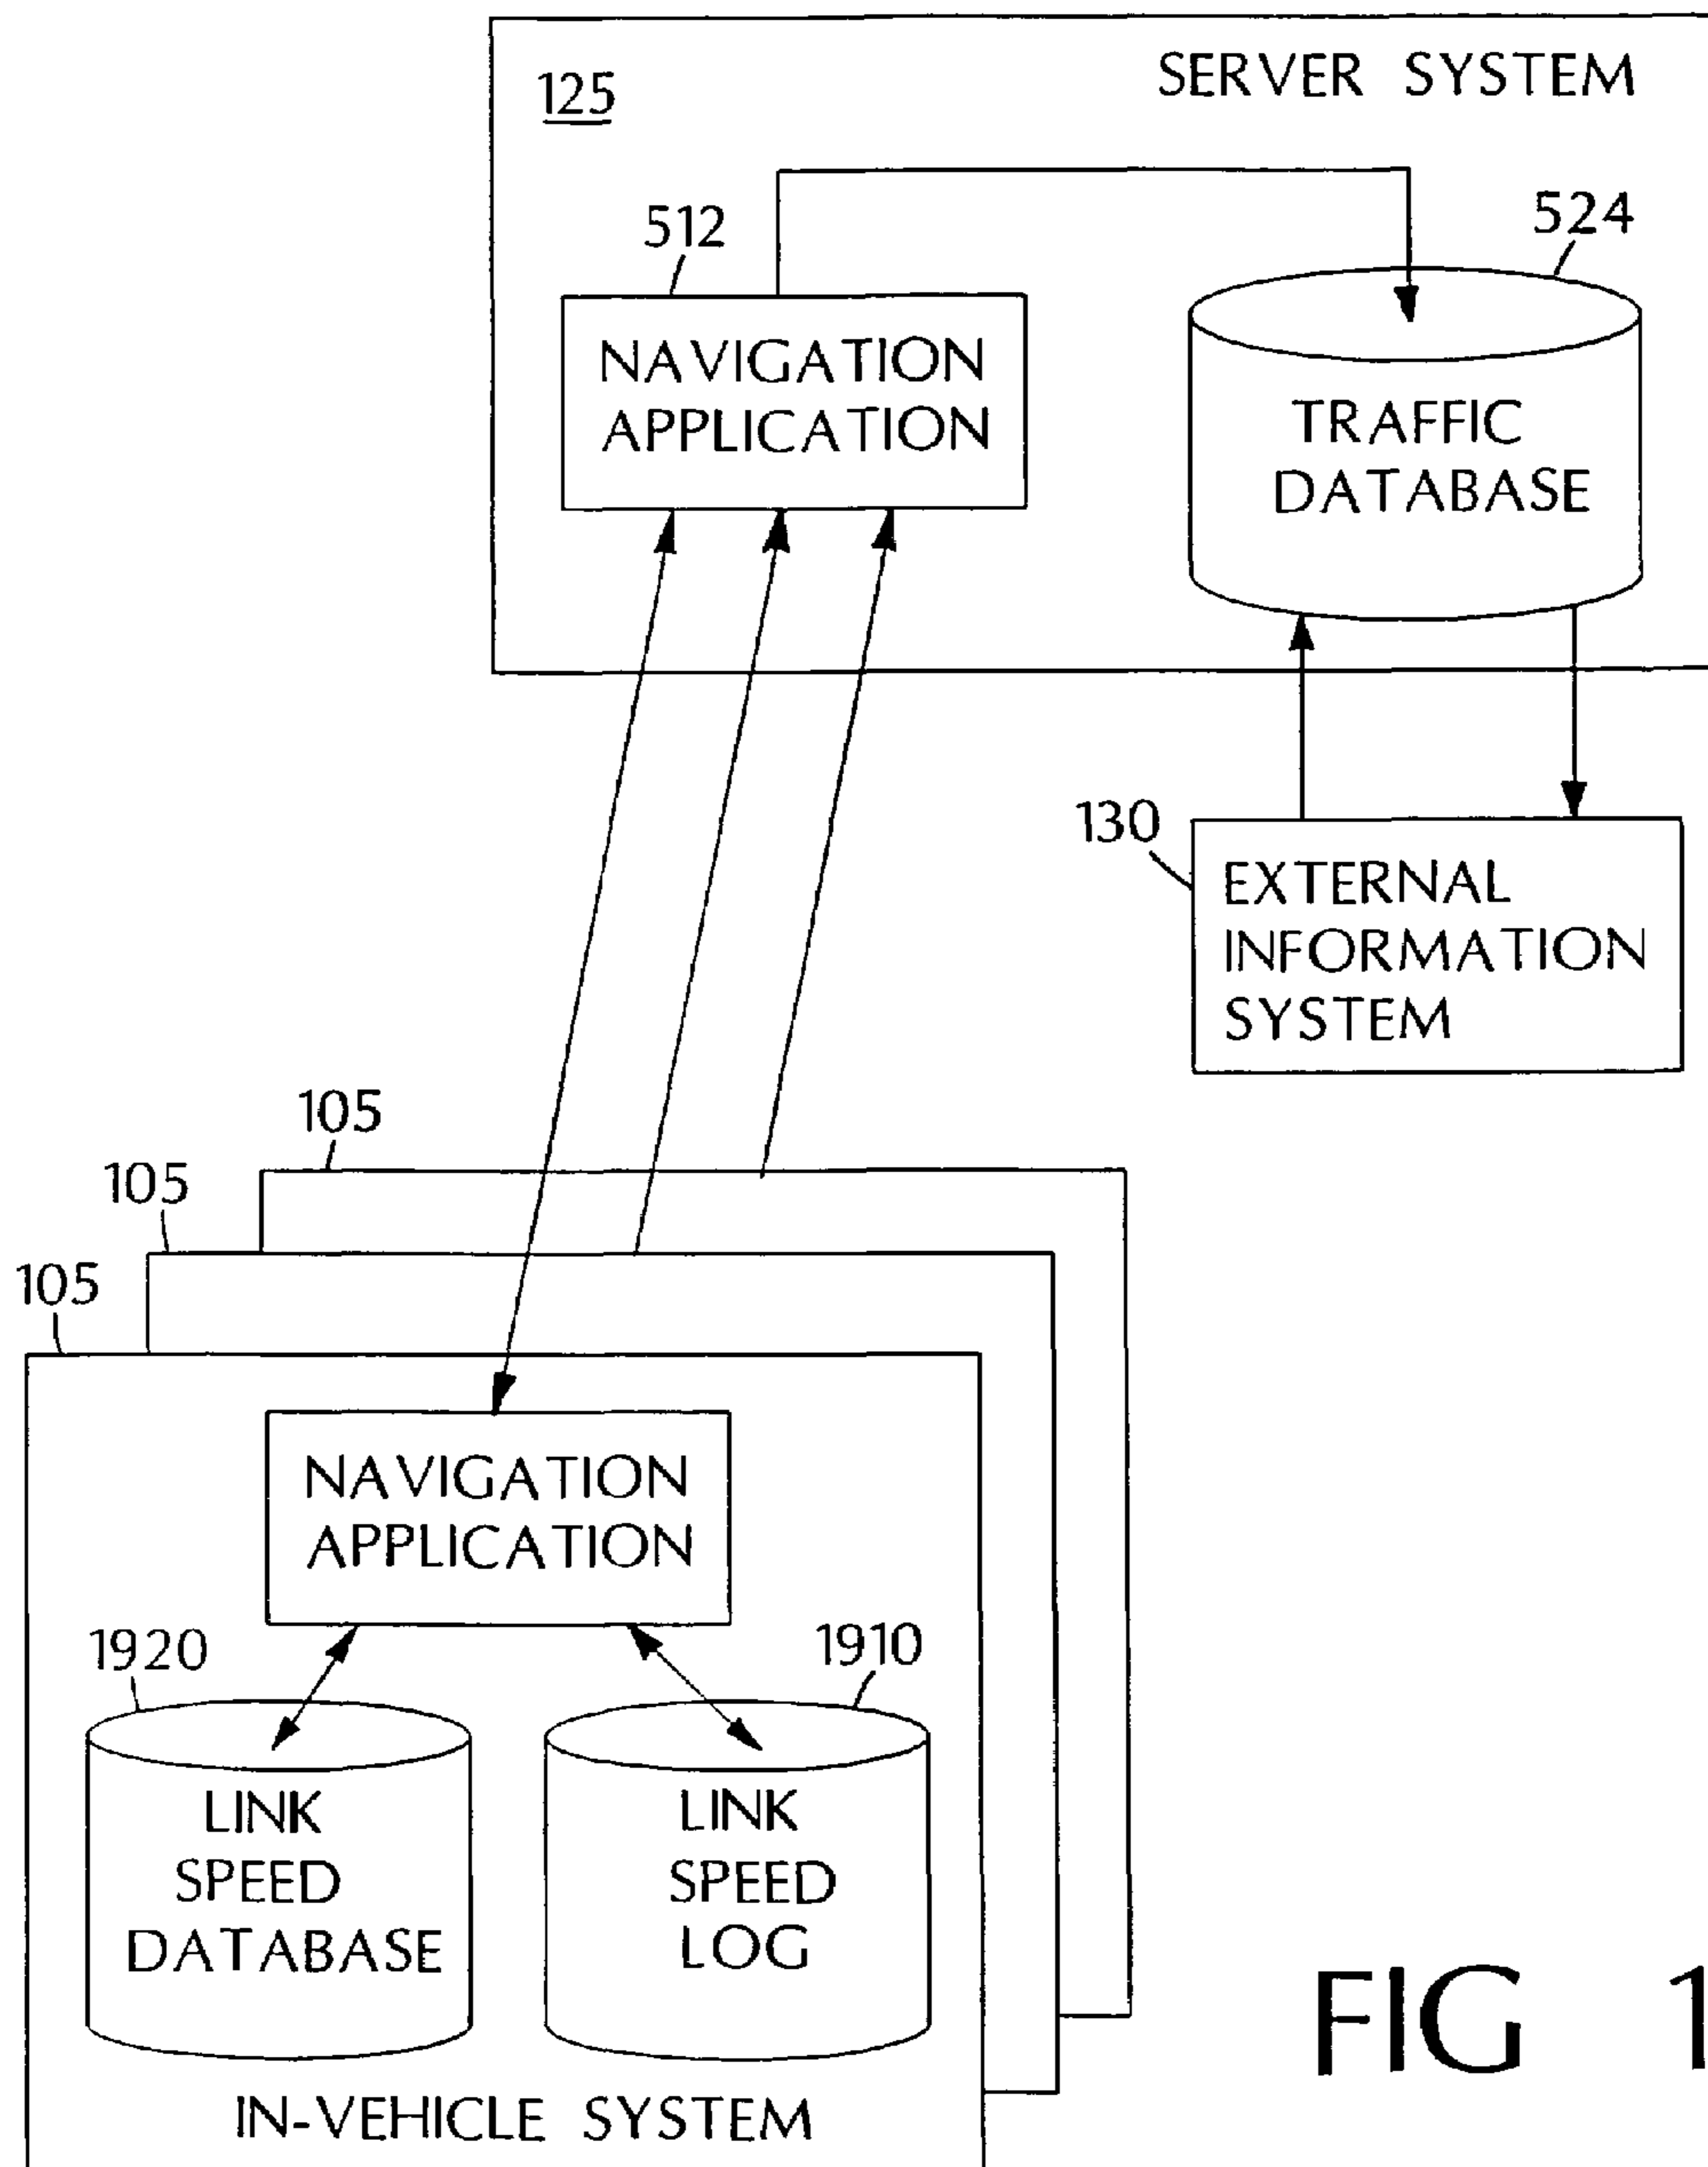 SERVER SYSTEM
125
512
524
NAVIGATION
APPLICATION
TRAFFIC
DATABASE
130
EXTERNAL
INFORMATION
SYSTEM
105
105
105
NAVIGATION
APPLICATION
1920
1910
LINK
SPEED
DATABASE
LINK
SPEED
LOG
IN-VEHICLE SYSTEM
FIG 1